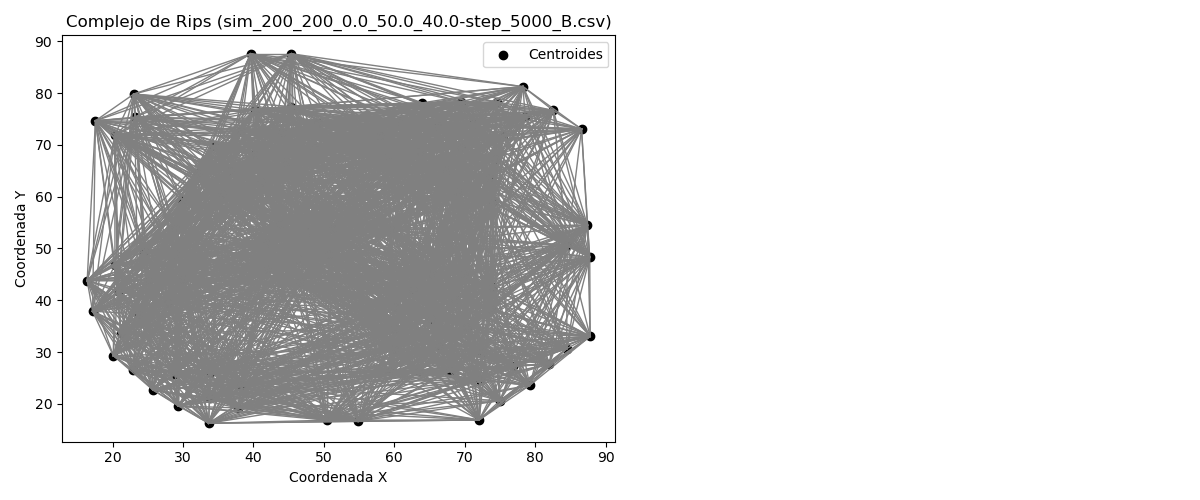 Complejo de Rips (sim_200_200_0.0_50.0_40.0-step_5000_B.csv)
90
80
70
60
50
40
30
20
Coordenada Y
Centroides
20 30 40 50 60 70 80 90
Coordenada X